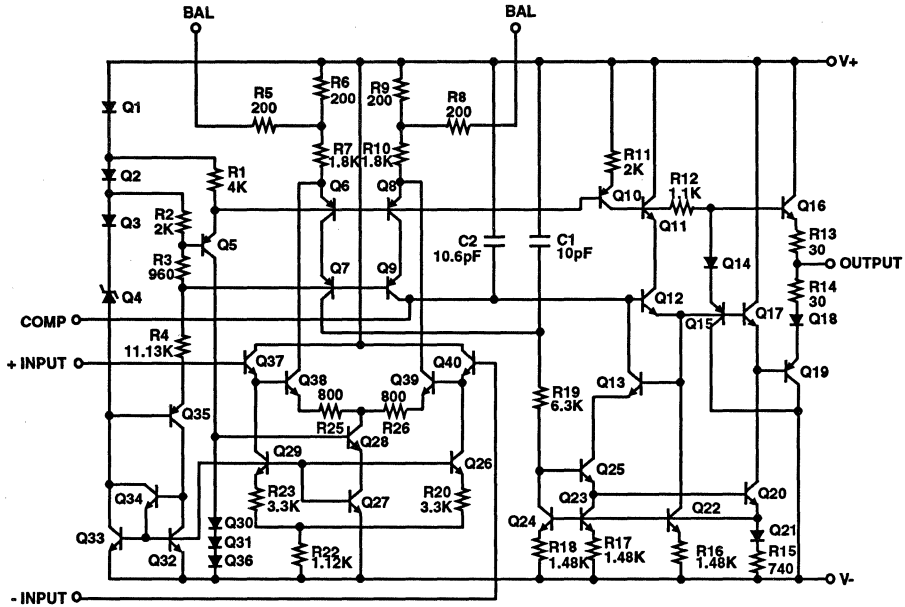 BAL
BAL
V+
R5
200
R6
200
R9
200
R8
200
Q1
Q2
R1
4K
R7
1.8K
R10
1.8K
R11
2K
R12
1.1K
Q3
R2
2K
Q5
Q6
Q8
Q10
Q11
Q16
R3
960
Q7
Q9
C2
10.6pF
C1
10pF
R13
30
Q14
OUTPUT
Q4
Q12
R14
30
COMP
Q15
Q17
Q18
R4
11.13K
+ INPUT
Q37
Q38
Q39
Q40
Q13
Q19
800
R25
800
R26
R19
6.3K
Q35
Q28
Q29
Q26
Q25
Q34
R23
3.3K
Q27
R20
3.3K
Q23
Q20
Q33
Q32
Q30
Q31
Q36
Q24
Q22
Q21
R22
1.12K
R18
1.48K
R17
1.48K
R16
1.48K
R15
740
V-
- INPUT